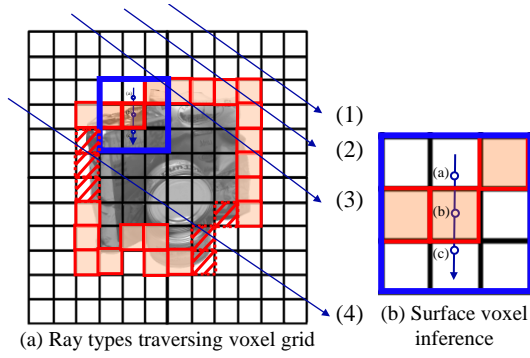 (1)
(2)
(3)
(4)
(a) Ray types traversing voxel grid
(a)
(b)
(c)
(b) Surface voxel
inference